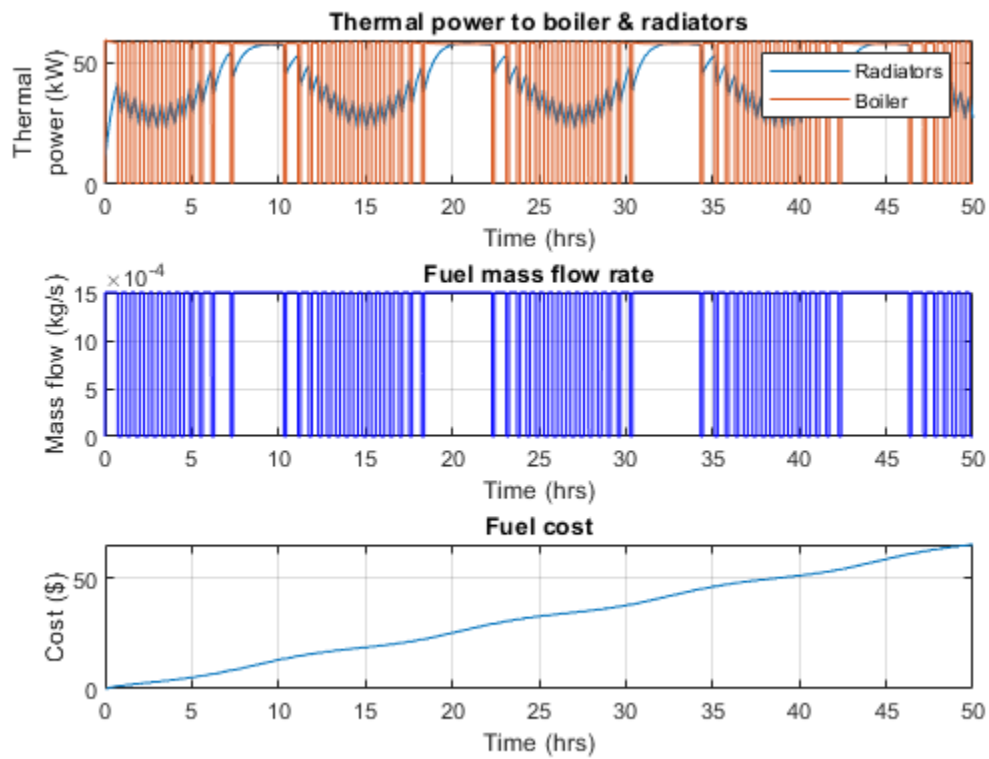 Thermal power to boiler & radiators
Thermal
power (kW)
50
0
Radiators
Boiler
0 5 10 15 20 25 30 35 40 45 50
Time (hrs)
×10-4
Fuel mass flow rate
Mass flow (kg/s)
15
10
5
0
0 5 10 15 20 25 30 35 40 45 50
Time (hrs)
Fuel cost
Cost ($)
50
0
0 5 10 15 20 25 30 35 40 45 50
Time (hrs)